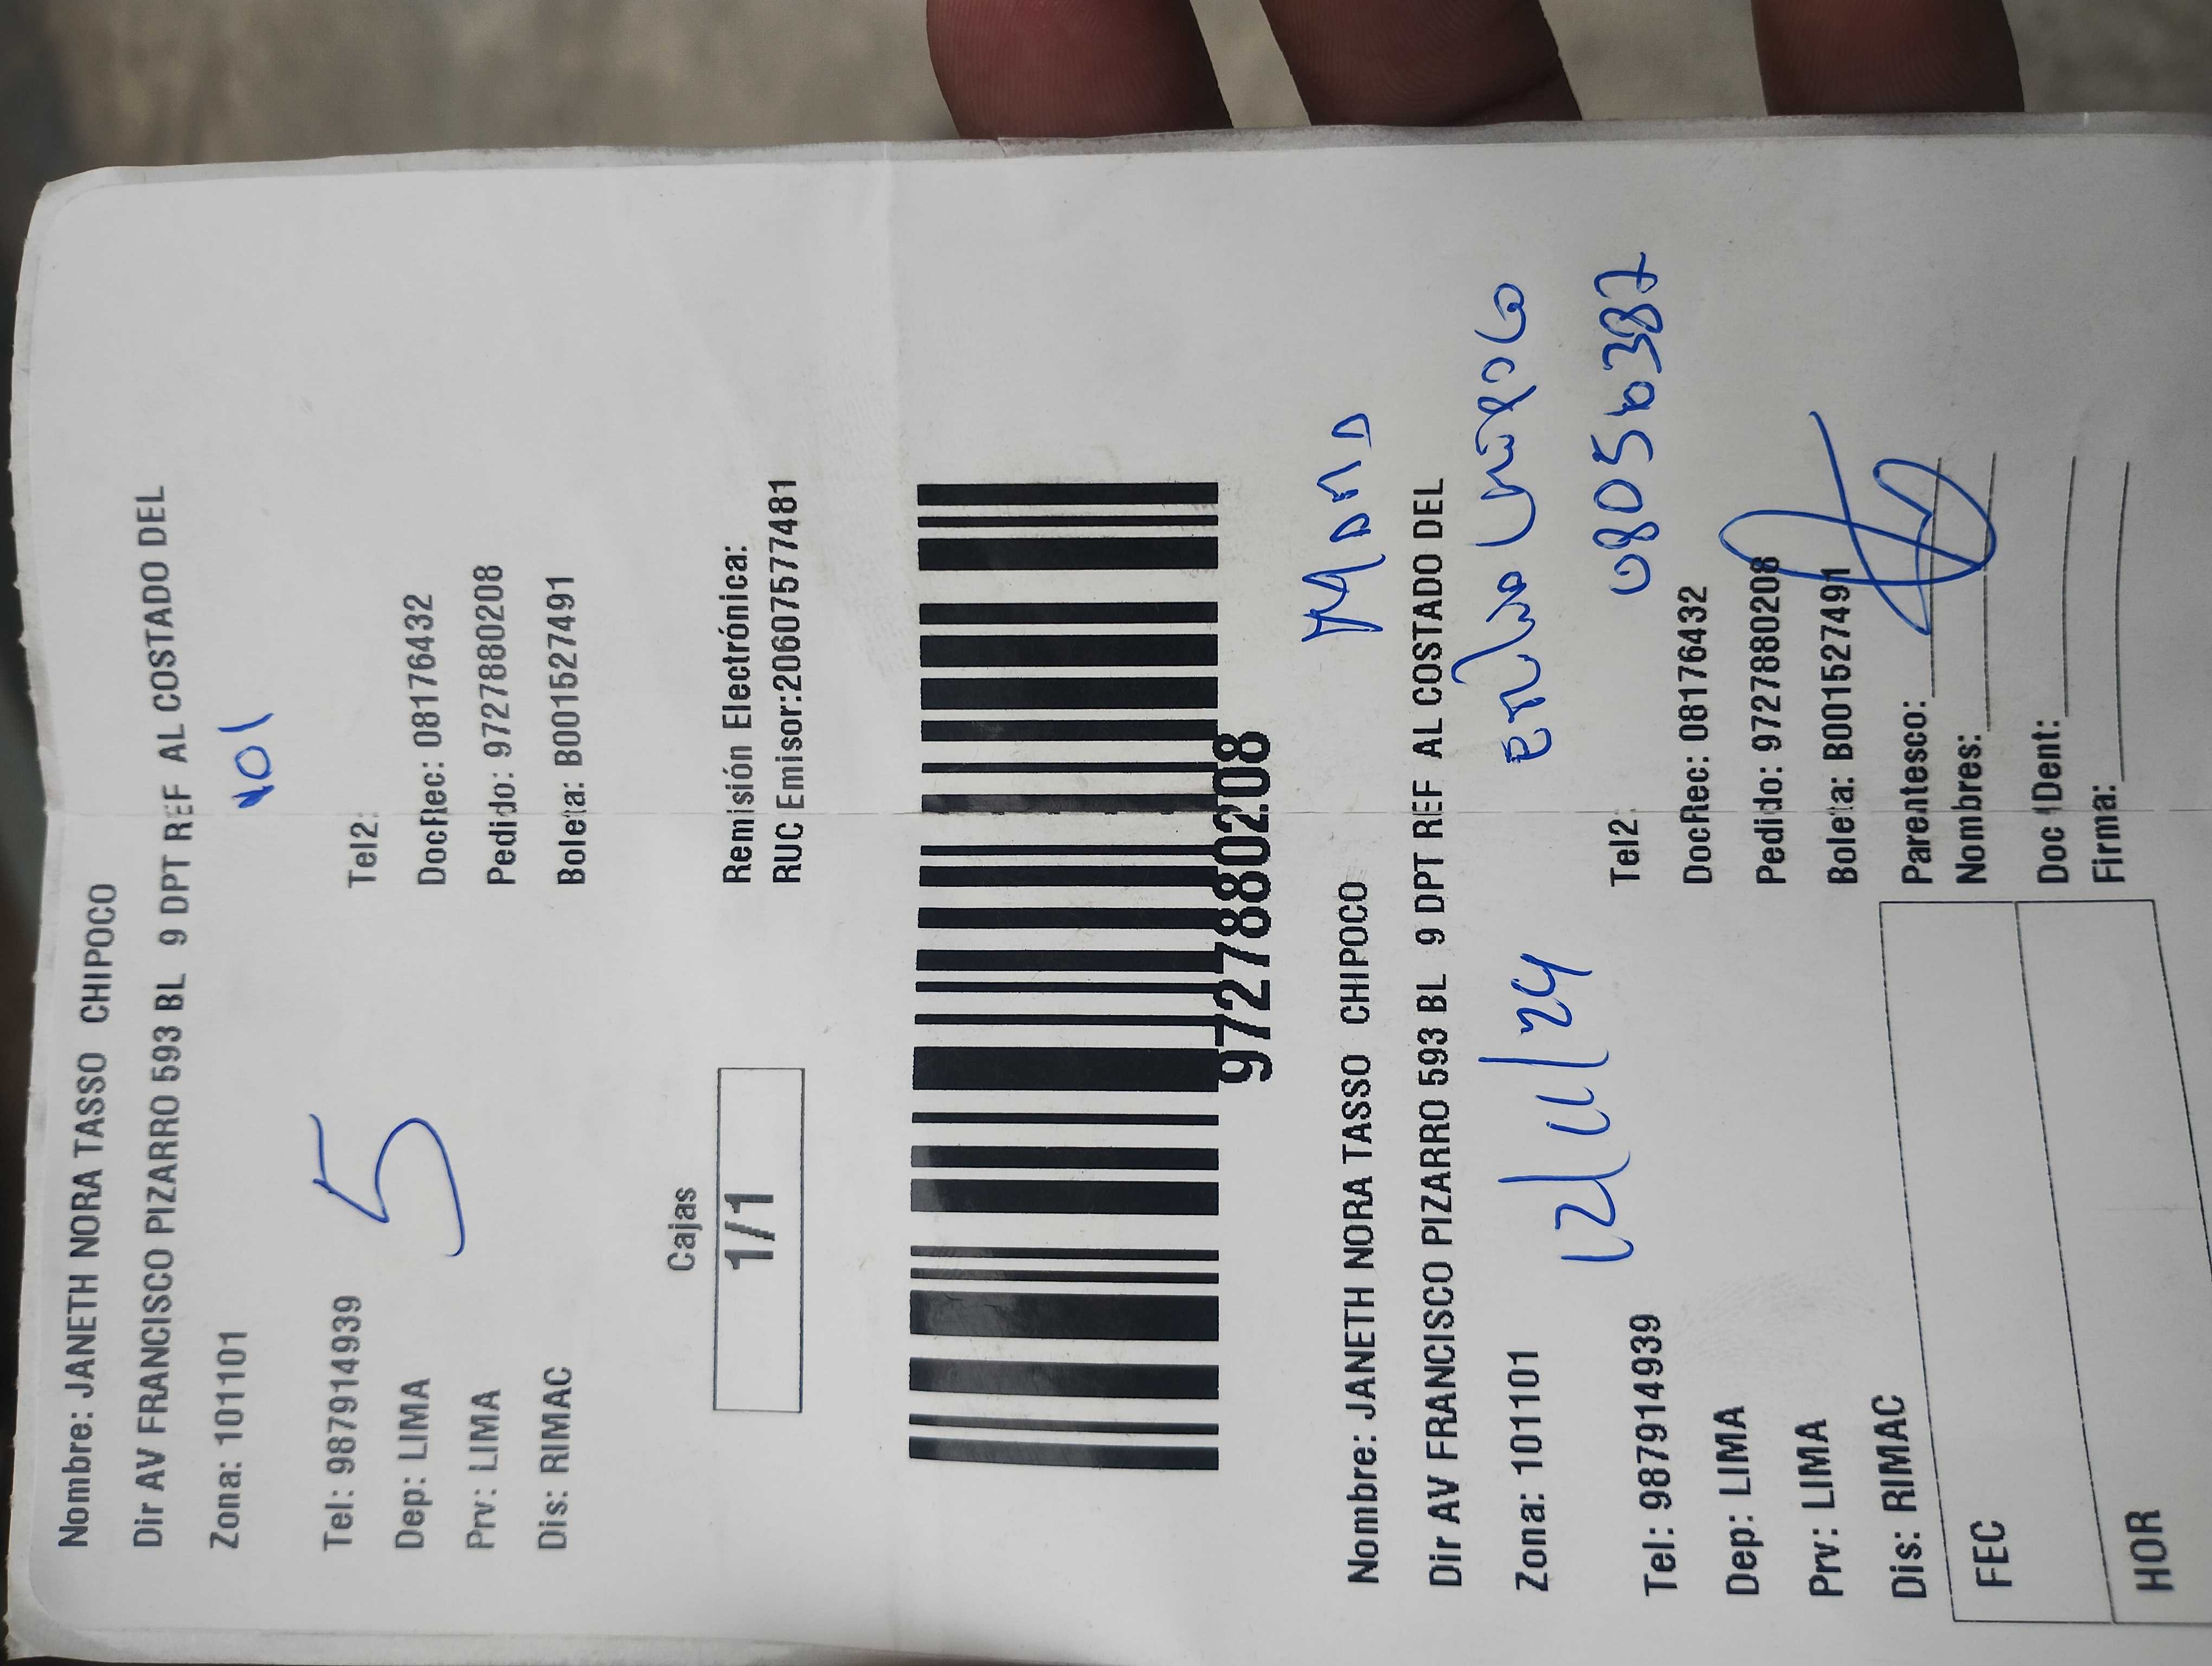 Nombre: JANETH NORA TASSO CHIPOCO
Dir AV FRANCISCO PIZARRO 593 BL 9 DPT REF AL COSTADO DEL
Zona: 101101
101
Tel: 987914939 Tel2:
5
Dep: LIMA DocRec: 08176432
Prv: LIMA Pedido: 972788020​8
Dis: RIMAC Boleta: B001527491
Cajas
1/1
Remisión Electrónica:
RUC Emisor:20607577481
9727880208
Nombre: JANETH NORA TASSO CHIPOCO
Dir AV FRANCISCO PIZARRO 593 BL 9 DPT REF AL COSTADO DEL
Zona: 101101
12/11/24
Tel: 987914939 Tel2:
Dep: LIMA DocRec: 08176432
Prv: LIMA Pedido: 9727880208
Dis: RIMAC Boleta: B001527491
FEC
HOR
Parentesco:
Nombres:
Doc IDent:
Firma: